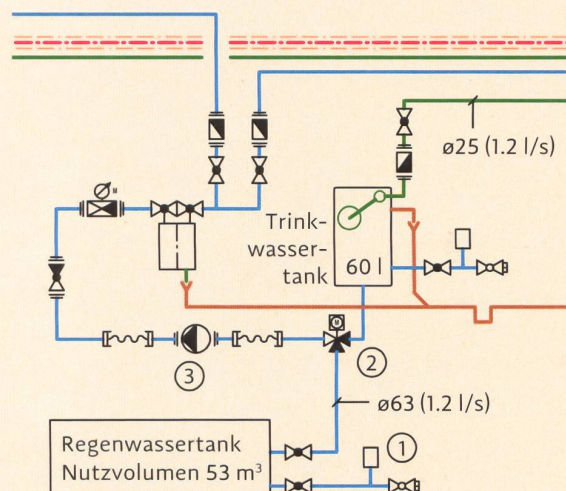 M
ø25 (1.2 l/s)
Trink-
wasser-
tank
60 l
M
2
3
ø63 (1.2 l/s)
1
Regenwassertank
Nutzvolumen 53 m³